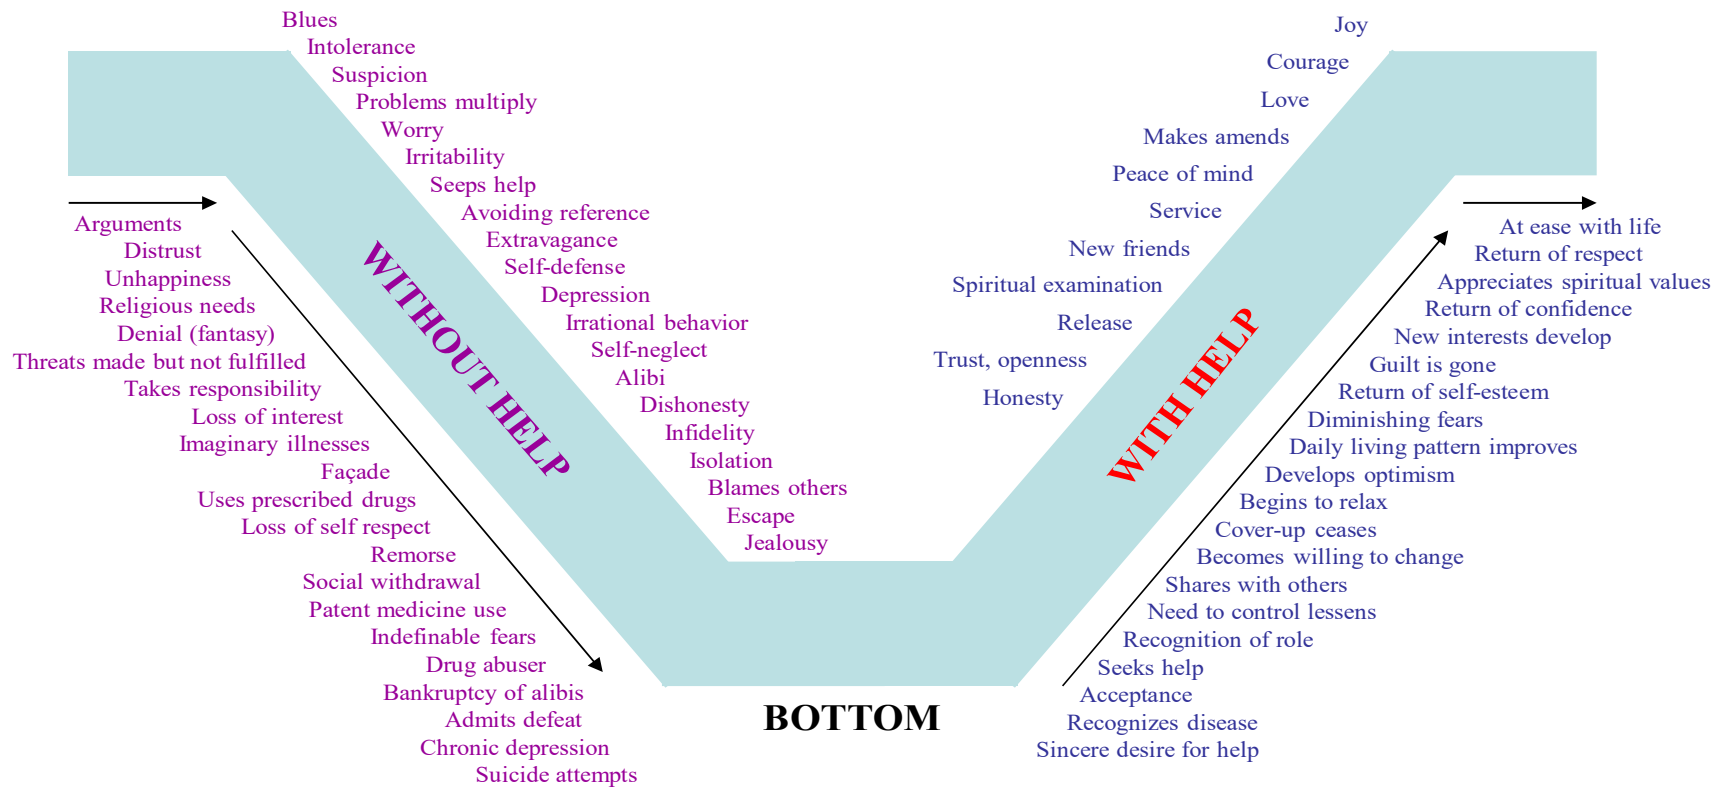 Blues
Intolerance
Suspicion
Problems multiply
Worry
Irritability
Seeps help
Avoiding reference
Extravagance
Self-defense
Depression
Irrational behavior
Self-neglect
Alibi
Dishonesty
Infidelity
Isolation
Blames others
Escape
Jealousy
Arguments
Distrust
Unhappiness
Religious needs
Denial (fantasy)
Threats made but not fulfilled
Takes responsibility
Loss of interest
Imaginary illnesses
Façade
Uses prescribed drugs
Loss of self respect
Remorse
Social withdrawal
Patent medicine use
Indefinable fears
Drug abuser
Bankruptcy of alibis
Admits defeat
Chronic depression
Suicide attempts
WITHOUT HELP
BOTTOM
WITH HELP
Joy
Courage
Love
Makes amends
Peace of mind
Service
New friends
Spiritual examination
Release
Trust, openness
Honesty
At ease with life
Return of respect
Appreciates spiritual values
Return of confidence
New interests develop
Guilt is gone
Return of self-esteem
Diminishing fears
Daily living pattern improves
Develops optimism
Begins to relax
Cover-up ceases
Becomes willing to change
Shares with others
Need to control lessens
Recognition of role
Seeks help
Acceptance
Recognizes disease
Sincere desire for help